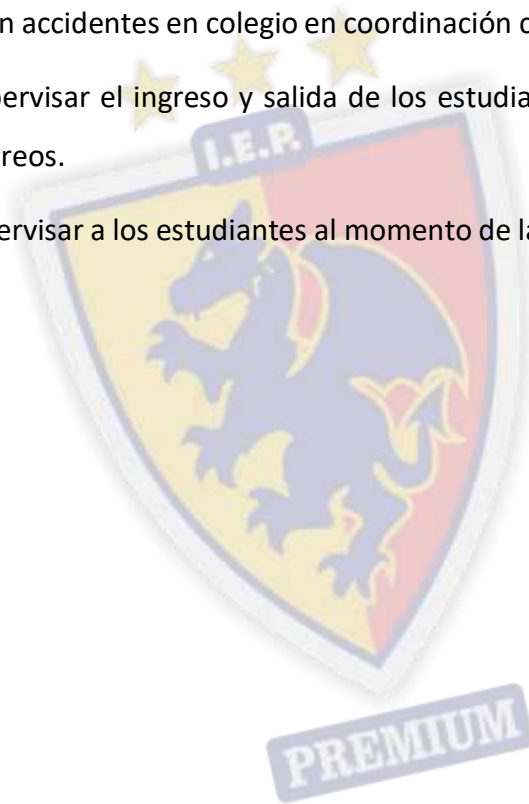 n accidentes en colegio en coordinación
ervisar el ingreso y salida de los estudia
reos.
I.E.P.
ervisar a los estudiantes al momento de l
PREMIUM